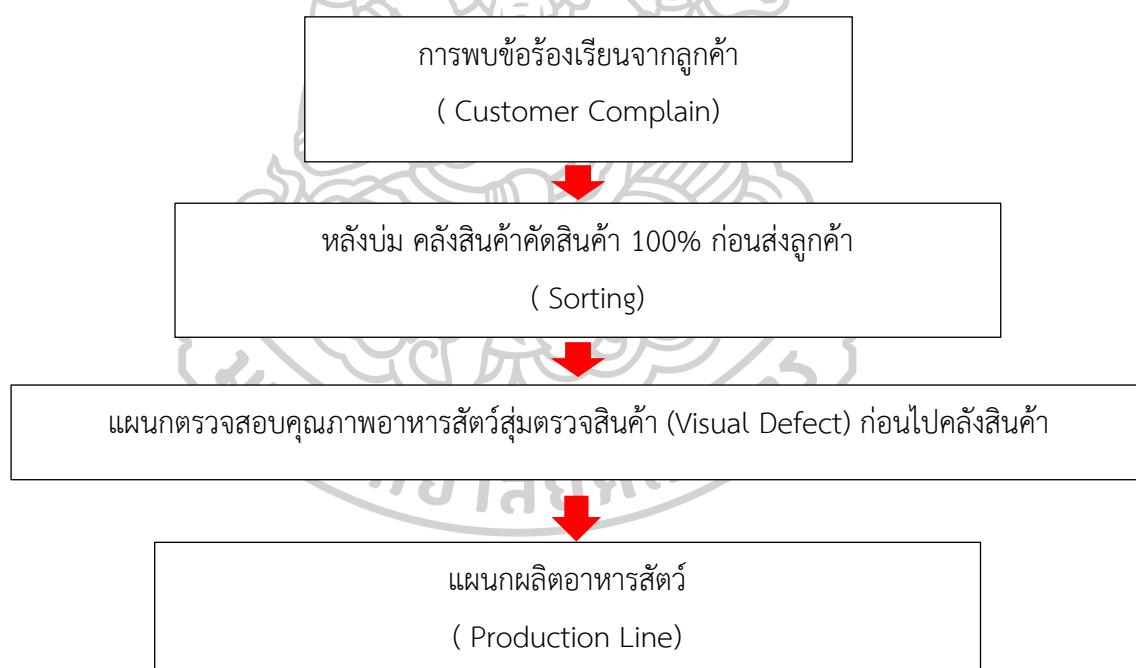 การพบข้อร้องเรียนจากลูกค้า
( Customer Complain)
หลังบ่ม คลังสินค้าคัดสินค้า 100% ก่อนส่งลูกค้า
( Sorting)
แผนกตรวจสอบคุณภาพอาหารสัตว์สุ่มตรวจสินค้า (Visual Defect) ก่อนไปคลังสินค้า
แผนกผลิตอาหารสัตว์
( Production Line)